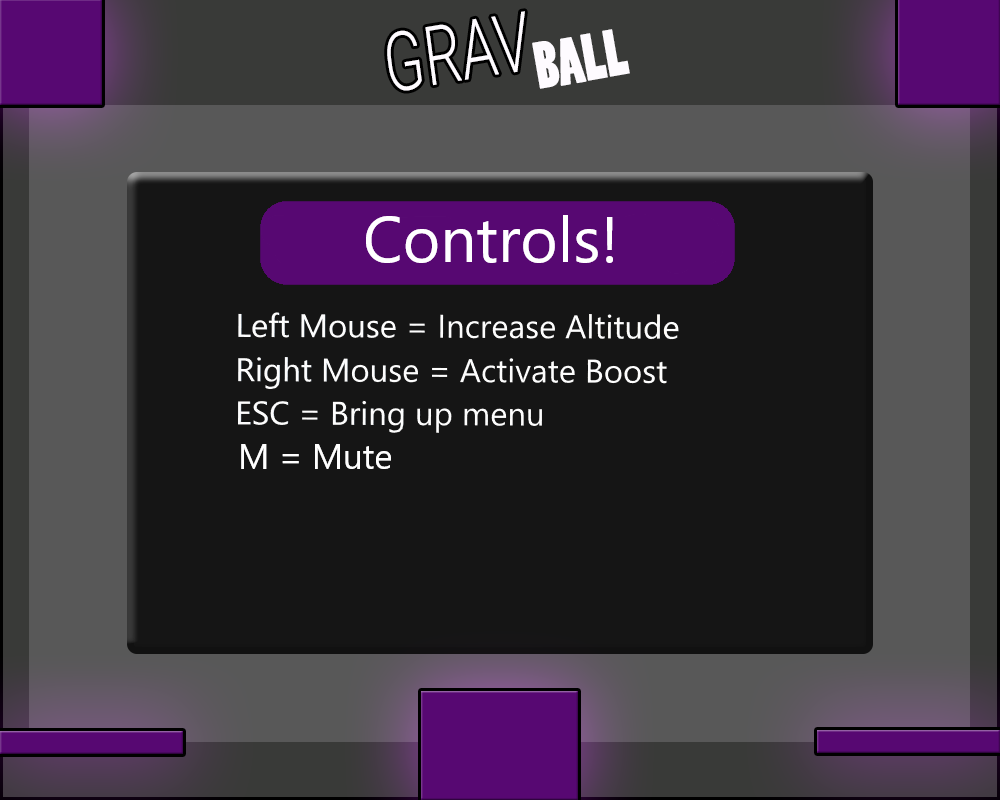 GRAV BALL
Controls!
Left Mouse = Increase Altitude
Right Mouse = Activate Boost
ESC = Bring up menu
M = Mute